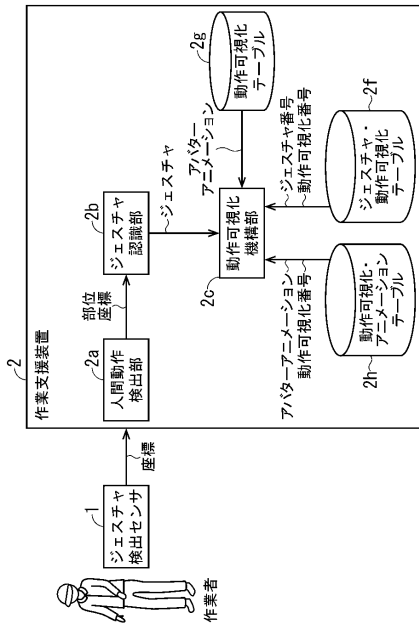 2
作業支援装置
作業者
1
ジェスチャ
検出センサ
座標
2a
人間動作
検出部
部位
座標
2b
ジェスチャ
認識部
ジェスチャ
2c
動作可視化
機構部
アバター
アニメーション
2g
動作可視化
テーブル
アバターアニメーション
動作可視化番号
2h
動作可視化・
アニメーション
テーブル
ジェスチャ番号
動作可視化番号
2f
ジェスチャ・
動作可視化
テーブル